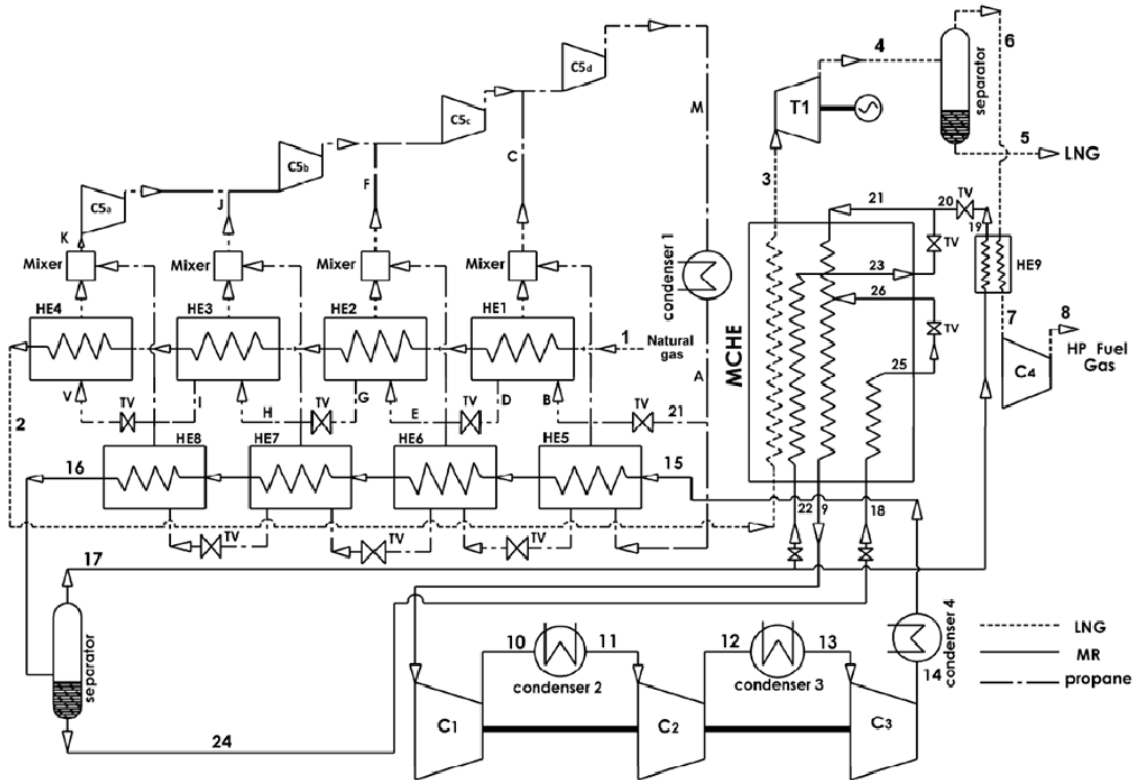 C5d
4
6
separator
T1
5
LNG
M
C5c
C5b
C
F
C5a
J
K
3
21
20
TV
19
HE9
TV
23
26
TV
25
7
8
HP Fuel
Gas
C4
MCHE
condenser 1
Mixer
Mixer
Mixer
Mixer
HE4
HE3
HE2
HE1
1
Natural
gas
A
V
TV
I
H
TV
G
E
TV
D
B
TV
21
2
16
HE8
HE7
HE6
HE5
15
22
9
18
TV
TV
TV
17
separator
24
10
11
condenser 2
12
13
condenser 3
condenser 4
14
C1
C2
C3
LNG
MR
propane